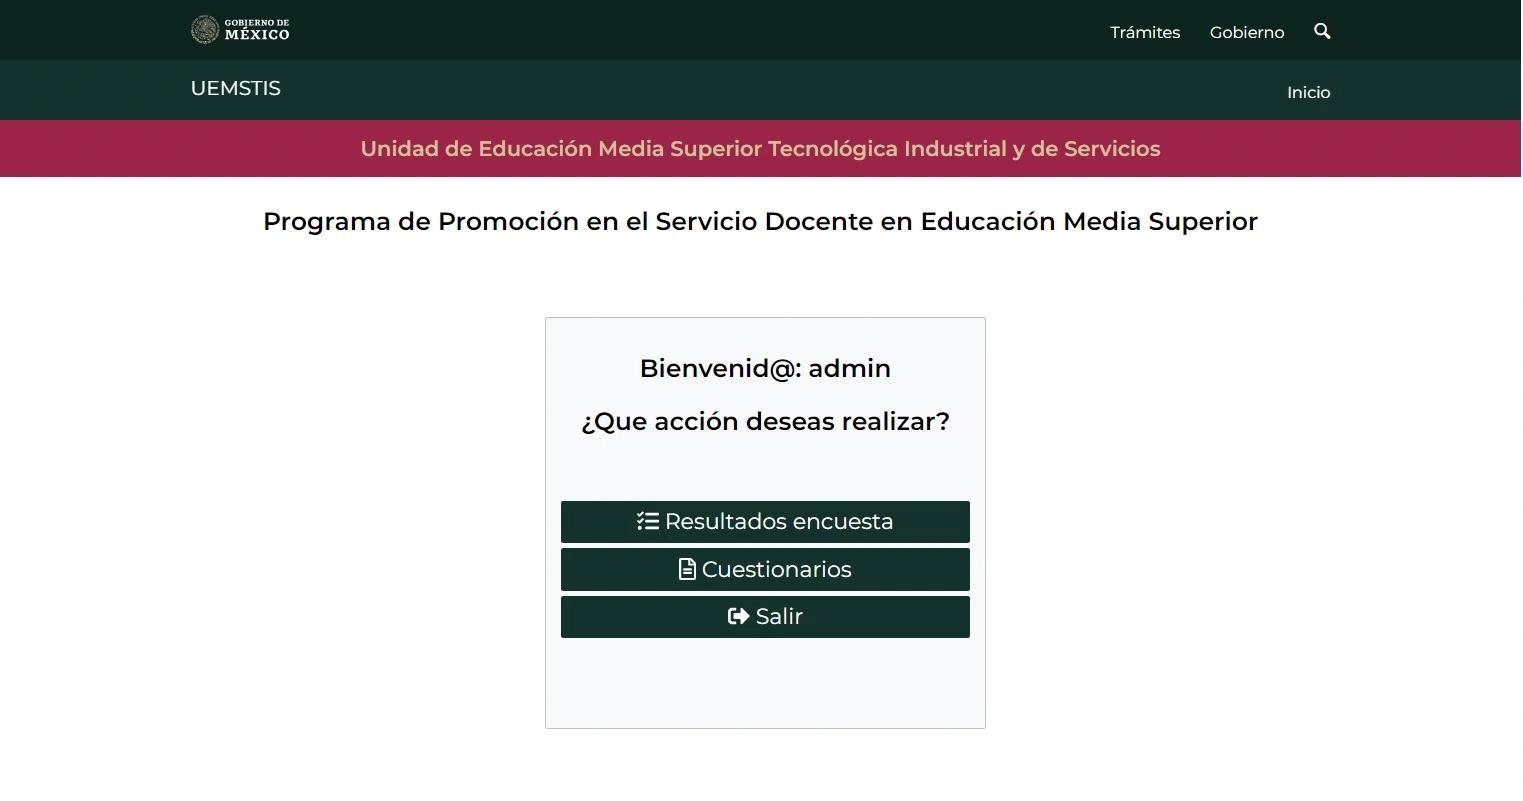 GOBIERNO DE
MÉXICO
Trámites Gobierno
UEMSTIS
Inicio
Unidad de Educación Media Superior Tecnológica Industrial y de Servicios
Programa de Promoción en el Servicio Docente en Educación Media Superior
Bienvenid@: admin
¿Que acción deseas realizar?
Resultados encuesta
Cuestionarios
Salir